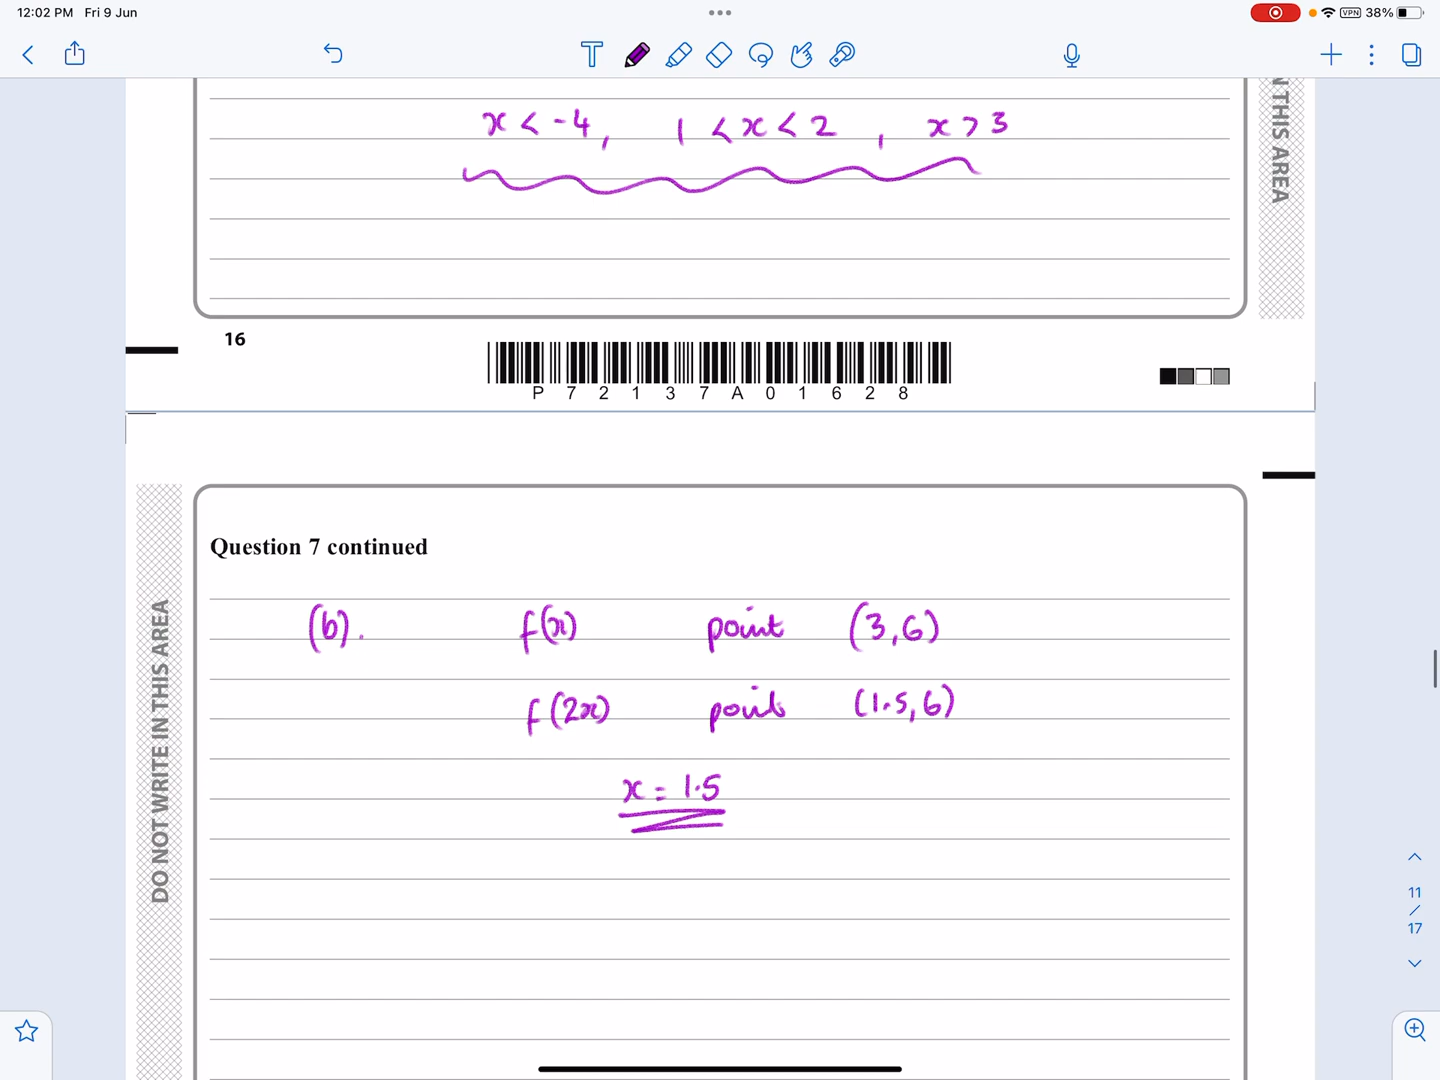 12:02 PM Fri 9 Jun
VPN 38%
x < -4, 1 < x < 2 , x > 3
N THIS AREA
16
P 7 2 1 3 7 A 0 1 6 2 8
Question 7 continued
DO NOT WRITE IN THIS AREA
(b). f(x) point (3,6)
f(2x) point (1.5,6)
x = 1.5
11
/
17